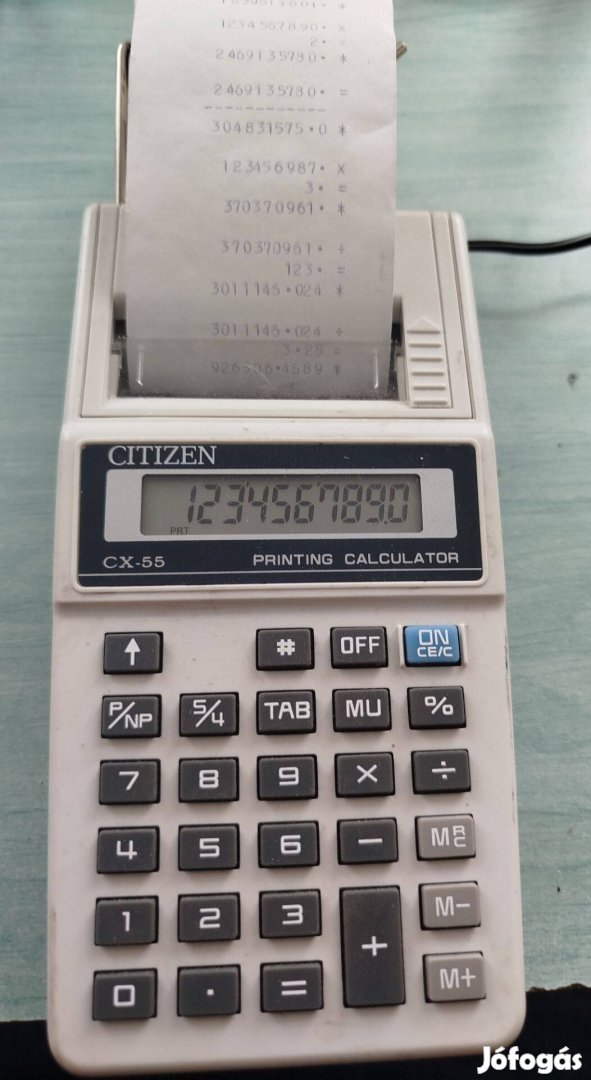 1234567890. ×
2. =
2469135780. *
2469135780. =
------------
304831575.0 *
123456987. ×
3. =
370370961. *
370370961. ÷
123. =
3011146.024 *
3011146.024 ÷
3.25 =
926506.4689 *
CITIZEN
1234567890.
PRT
CX-55 PRINTING CALCULATOR
↑ # OFF ON CE/C
P/NP 5/4 TAB MU %
7 8 9 × ÷
4 5 6 − MRC
1 2 3 + M−
0 . = M+
Jófogás